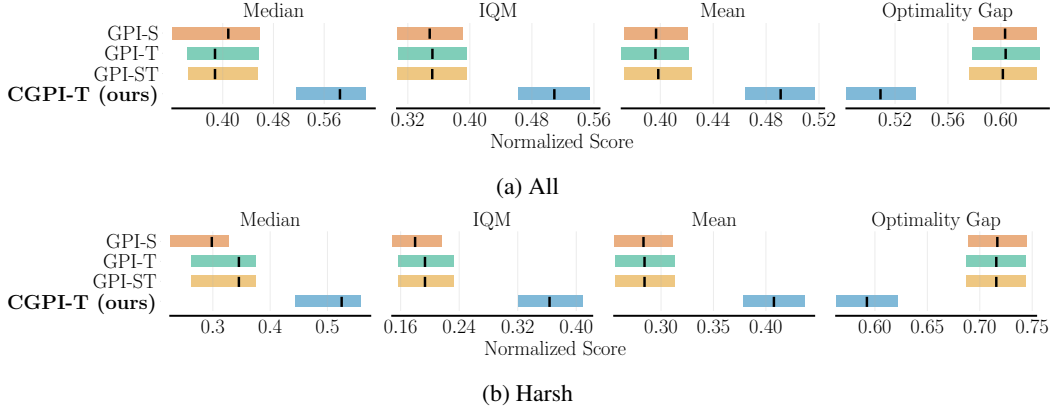 Median IQM Mean Optimality Gap
GPI-S
GPI-T
GPI-ST
CGPI-T (ours)
0.40 0.48 0.56 0.32 0.40 0.48 0.56 0.40 0.44 0.48 0.52 0.52 0.56 0.60
Normalized Score
(a) All
Median IQM Mean Optimality Gap
GPI-S
GPI-T
GPI-ST
CGPI-T (ours)
0.3 0.4 0.5 0.16 0.24 0.32 0.40 0.30 0.40 0.60 0.65 0.70 0.75
Normalized Score
(b) Harsh